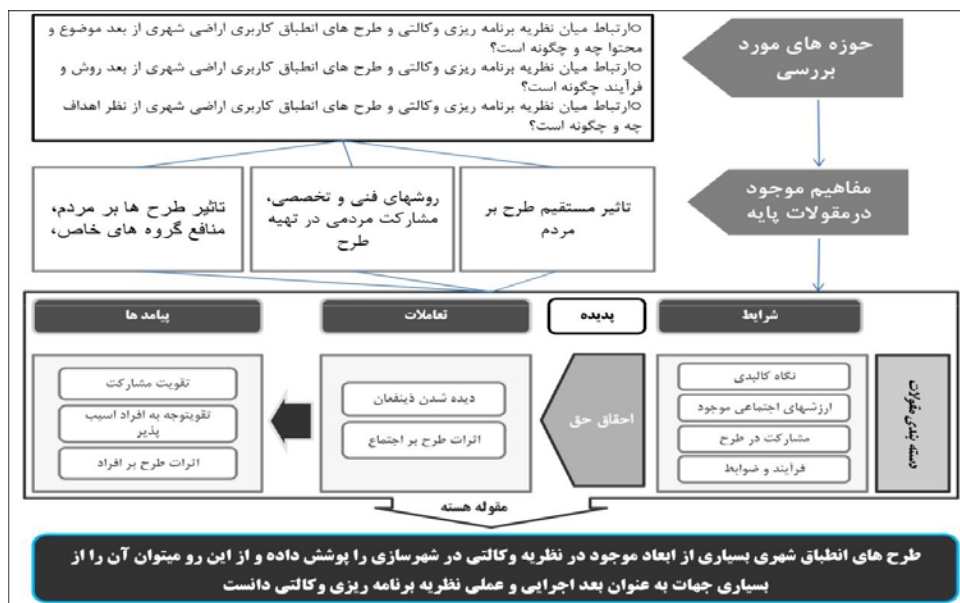 حوزه های مورد
بررسی
oارتباط میان نظریه برنامه ریزی وکالتی و طرح های انطباق کاربری اراضی شهری از بعد موضوع و
محتوا چه و چگونه است؟
oارتباط میان نظریه برنامه ریزی وکالتی و طرح های انطباق کاربری اراضی شهری از بعد روش و
فرآیند چگونه است؟
oارتباط میان نظریه برنامه ریزی وکالتی و طرح های انطباق کاربری اراضی شهری از نظر اهداف
چه و چگونه است؟
مفاهیم موجود
درمقولات پایه
تاثیر مستقیم طرح بر
مردم
روشهای فنی و تخصصی،
مشارکت مردمی در تهیه
طرح
تاثیر طرح ها بر مردم،
منافع گروه های خاص،
شرایط
پدیده
تعاملات
پیامد ها
دسته بندی مقولات
نگاه کالبدی
ارزشهای اجتماعی موجود
مشارکت در طرح
فرآیند و ضوابط
احقاق حق
دیده شدن ذینفعان
اثرات طرح بر اجتماع
تقویت مشارکت
تقویتوجه به افراد اسیب
پذیر
اثرات طرح بر افراد
مقوله هسته
طرح های انطباق شهری بسیاری از ابعاد موجود در نظریه وکالتی در شهرسازی را پوشش داده و از این رو میتوان آن را از
بسیاری جهات به عنوان بعد اجرایی و عملی نظریه برنامه ریزی وکالتی دانست